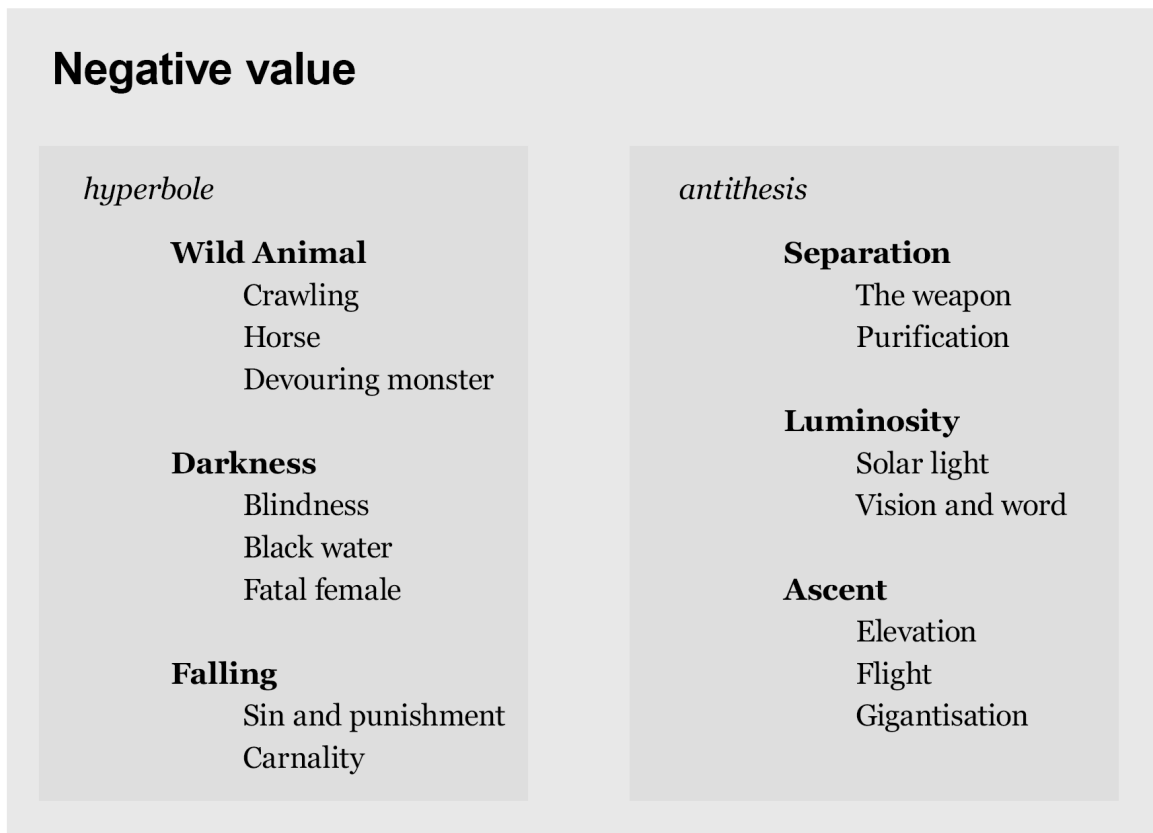 Negative value
hyperbole
Wild Animal
Crawling
Horse
Devouring monster
Darkness
Blindness
Black water
Fatal female
Falling
Sin and punishment
Carnality
antithesis
Separation
The weapon
Purification
Luminosity
Solar light
Vision and word
Ascent
Elevation
Flight
Gigantisation